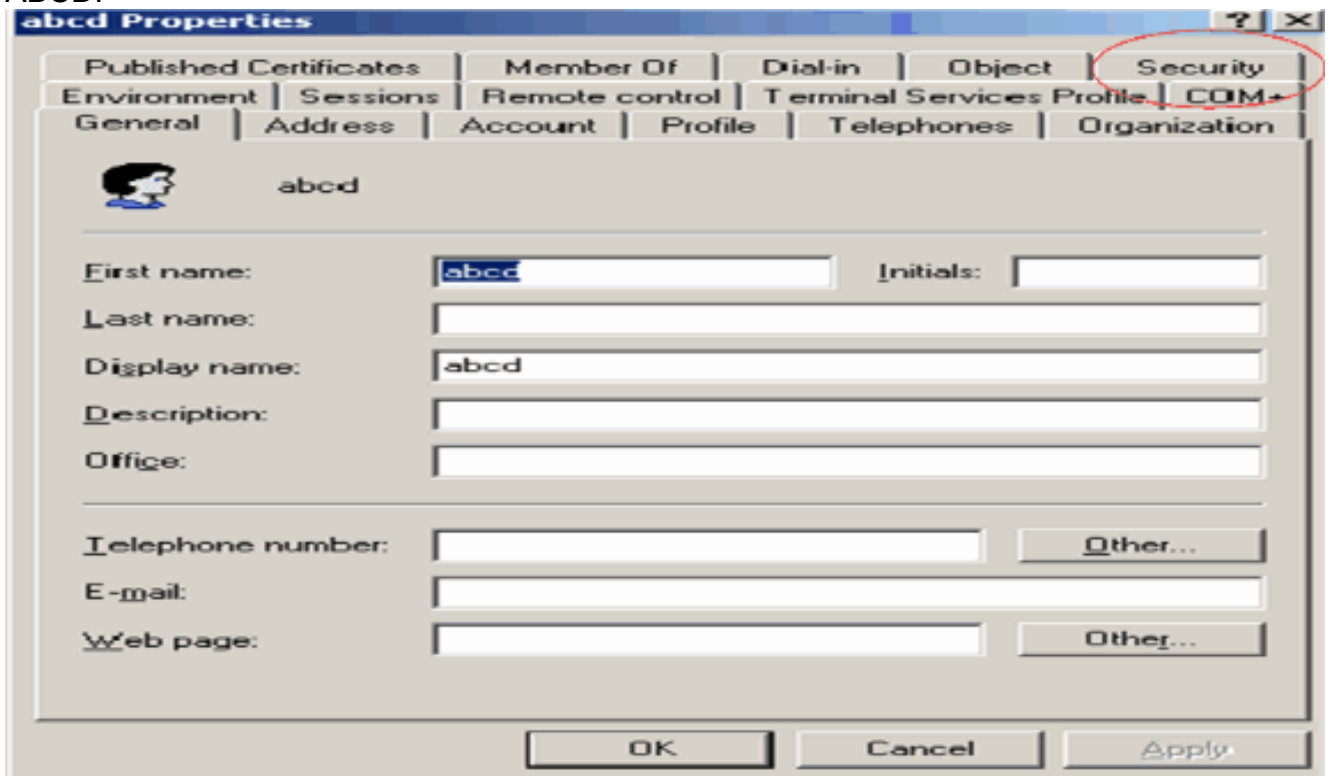 abcd Properties
Published Certificates Member Of Dial-in Object Security
Environment Sessions Remote control Terminal Services Profile COM+
General Address Account Profile Telephones Organization
abcd
First name: abcd Initials:
Last name:
Display name: abcd
Description:
Office:
Telephone number: Other...
E-mail:
Web page: Other...
OK Cancel Apply